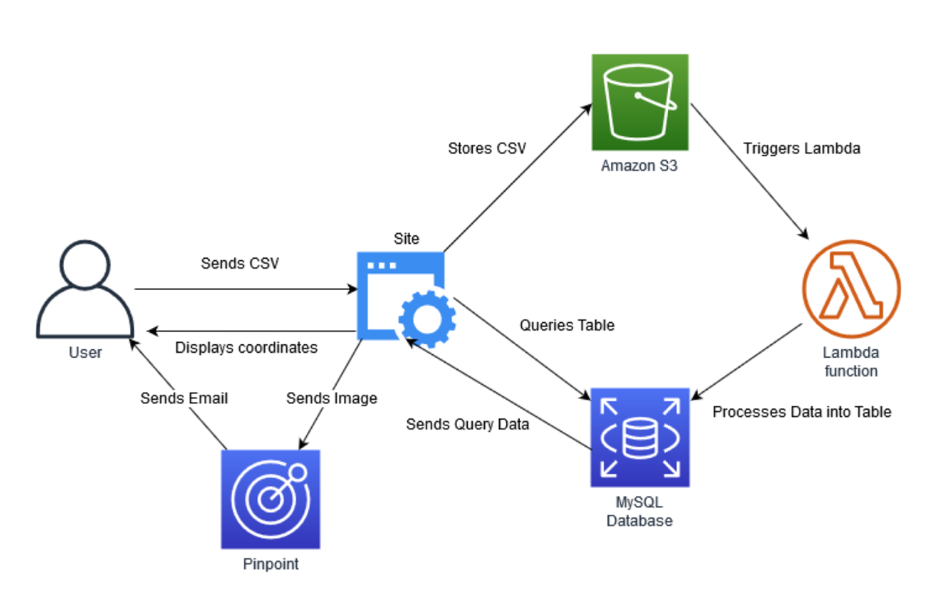 Stores CSV
Amazon S3
Triggers Lambda
Site
Sends CSV
Queries Table
User
Displays coordinates
Lambda
function
Sends Email
Sends Image
Sends Query Data
Processes Data into Table
MySQL
Database
Pinpoint